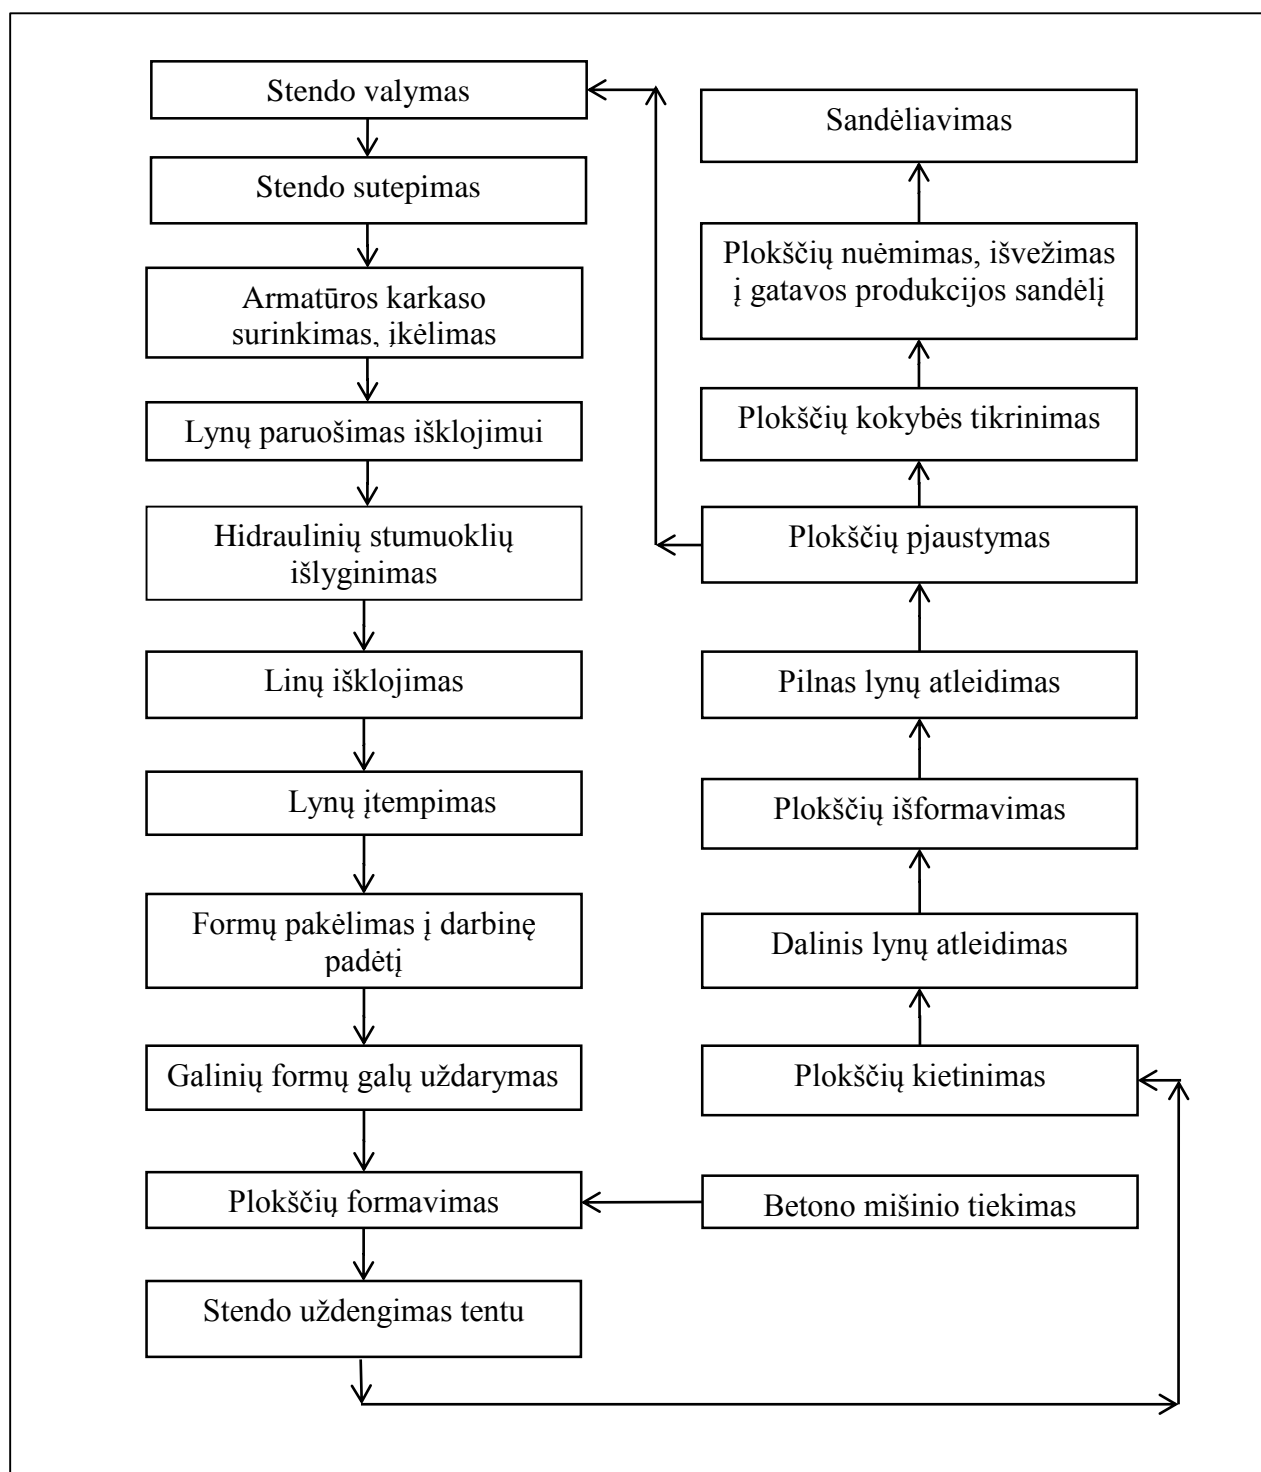 Stendo valymas
Stendo sutepimas
Armatūros karkaso
surinkimas, įkėlimas
Lynų paruošimas išklojimui
Hidraulinių stumuoklių
išlyginimas
Linų išklojimas
Lynų įtempimas
Formų pakėlimas į darbinę
padėtį
Galinių formų galų uždarymas
Plokščių formavimas
Stendo uždengimas tentu
Sandėliavimas
Plokščių nuėmimas, išvežimas
į gatavos produkcijos sandėlį
Plokščių kokybės tikrinimas
Plokščių pjaustymas
Pilnas lynų atleidimas
Plokščių išformavimas
Dalinis lynų atleidimas
Plokščių kietinimas
Betono mišinio tiekimas